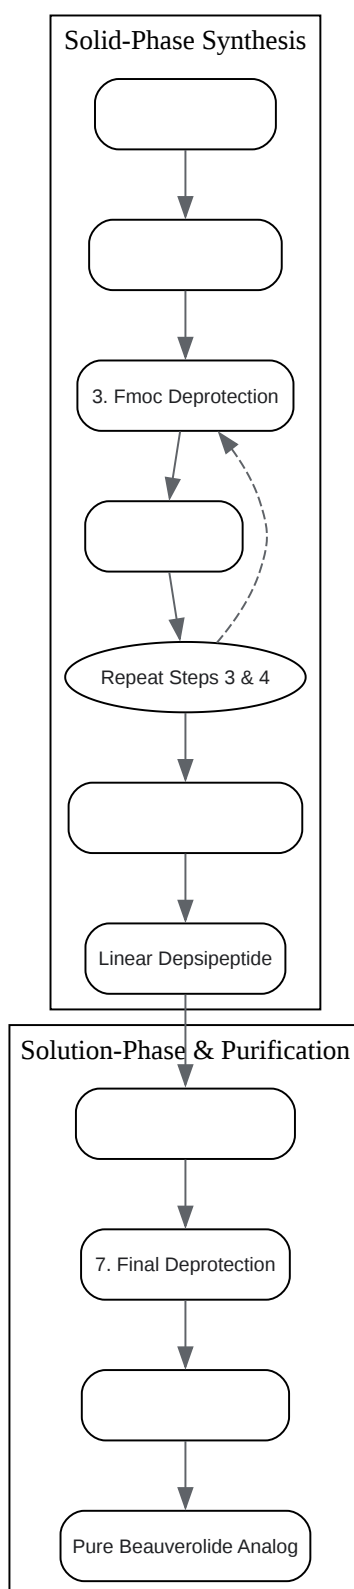 Solid-Phase Synthesis
3. Fmoc Deprotection
Repeat Steps 3 & 4
Linear Depsipeptide
Solution-Phase & Purification
7. Final Deprotection
Pure Beauverolide Analog